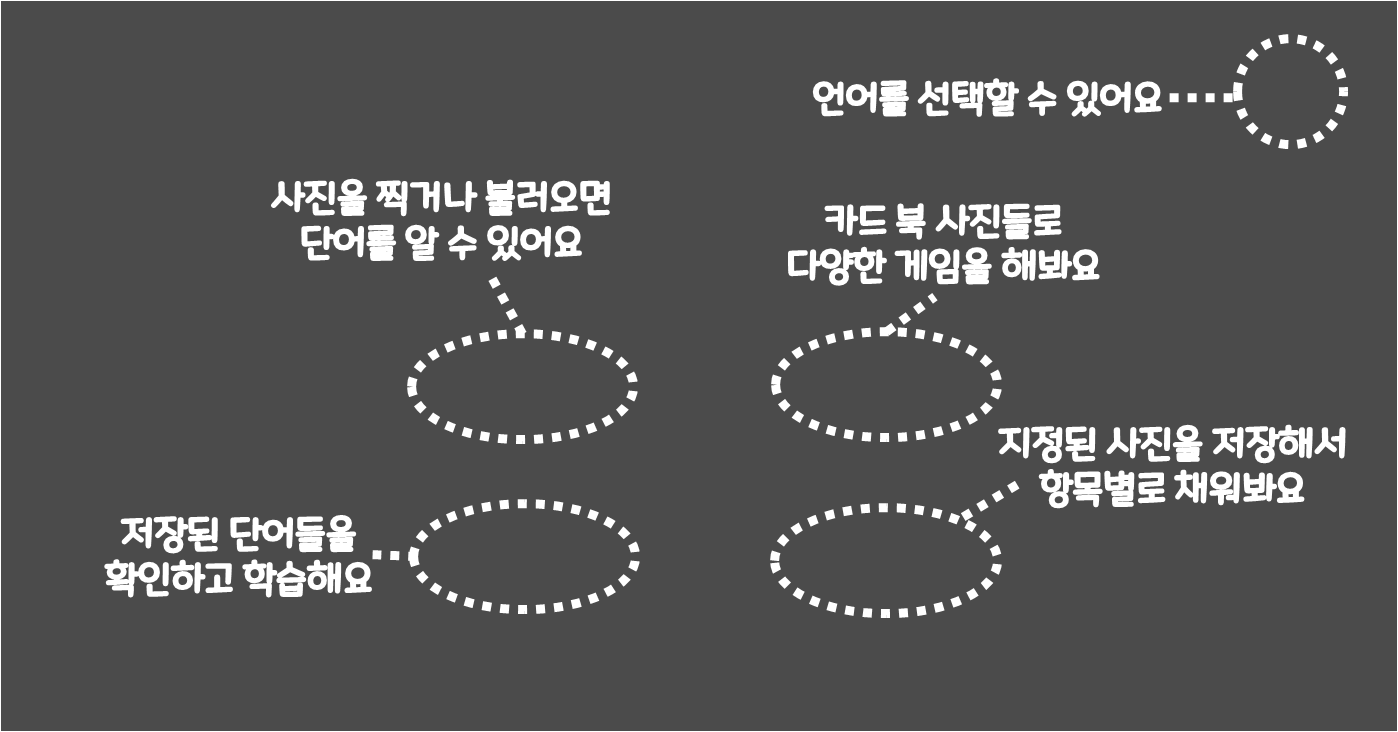 언어를 선택할 수 있어요
사진을 찍거나 불러오면
단어를 알 수 있어요
카드 북 사진들로
다양한 게임을 해봐요
지정된 사진을 저장해서
항목별로 채워봐요
저장된 단어들을
확인하고 학습해요